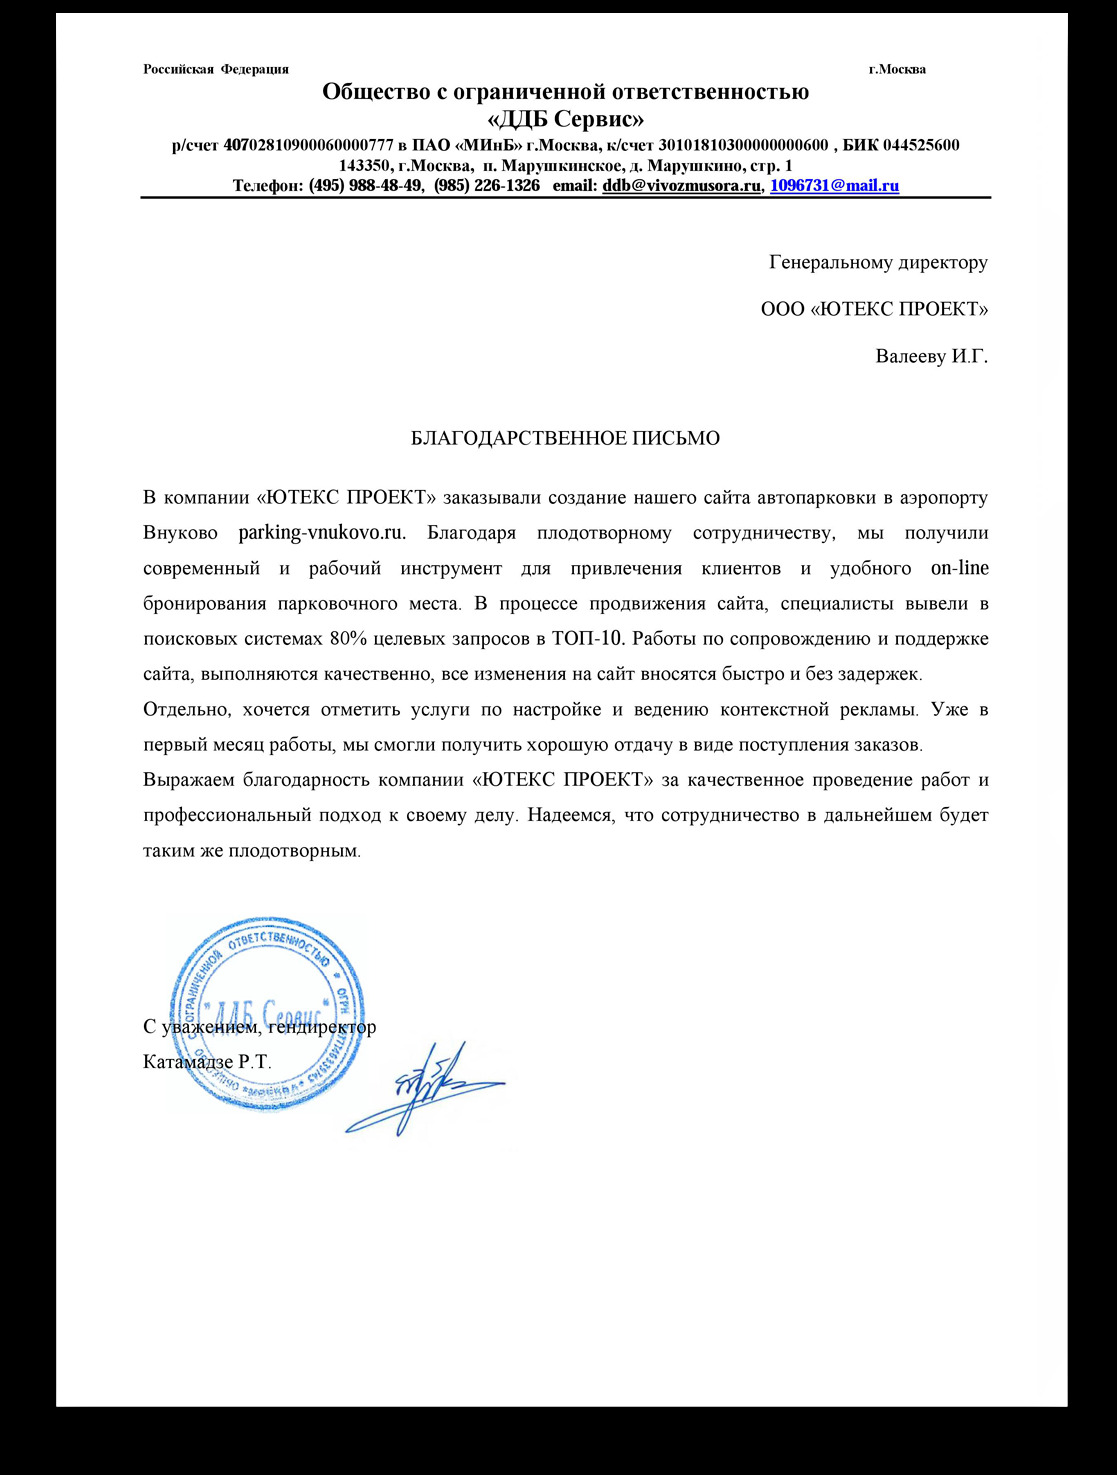 Российская Федерация г.Москва
Общество с ограниченной ответственностью
«ДДБ Сервис»
р/счет 40702810900060000777 в ПАО «МИнБ» г.Москва, к/счет 30101810300000000600 , БИК 044525600
143350, г.Москва, п. Марушкинское, д. Марушкино, стр. 1
Телефон: (495) 988-48-49, (985) 226-1326 email: ddb@vivozmusora.ru, 1096731@mail.ru
Генеральному директору
ООО «ЮТЕКС ПРОЕКТ»
Валееву И.Г.
БЛАГОДАРСТВЕННОЕ ПИСЬМО
В компании «ЮТЕКС ПРОЕКТ» заказывали создание нашего сайта автопарковки в аэропорту
Внуково parking-vnukovo.ru. Благодаря плодотворному сотрудничеству, мы получили
современный и рабочий инструмент для привлечения клиентов и удобного on-line
бронирования парковочного места. В процессе продвижения сайта, специалисты вывели в
поисковых системах 80% целевых запросов в ТОП-10. Работы по сопровождению и поддержке
сайта, выполняются качественно, все изменения на сайт вносятся быстро и без задержек.
Отдельно, хочется отметить услуги по настройке и ведению контекстной рекламы. Уже в
первый месяц работы, мы смогли получить хорошую отдачу в виде поступления заказов.
Выражаем благодарность компании «ЮТЕКС ПРОЕКТ» за качественное проведение работ и
профессиональный подход к своему делу. Надеемся, что сотрудничество в дальнейшем будет
таким же плодотворным.
С ОГРАНИЧЕННОЙ ОТВЕТСТВЕННОСТЬЮ * ОГРН
"ДДБ Сервис"
*МОСКВА*
С уважением, гендиректор
Катамадзе Р.Т.